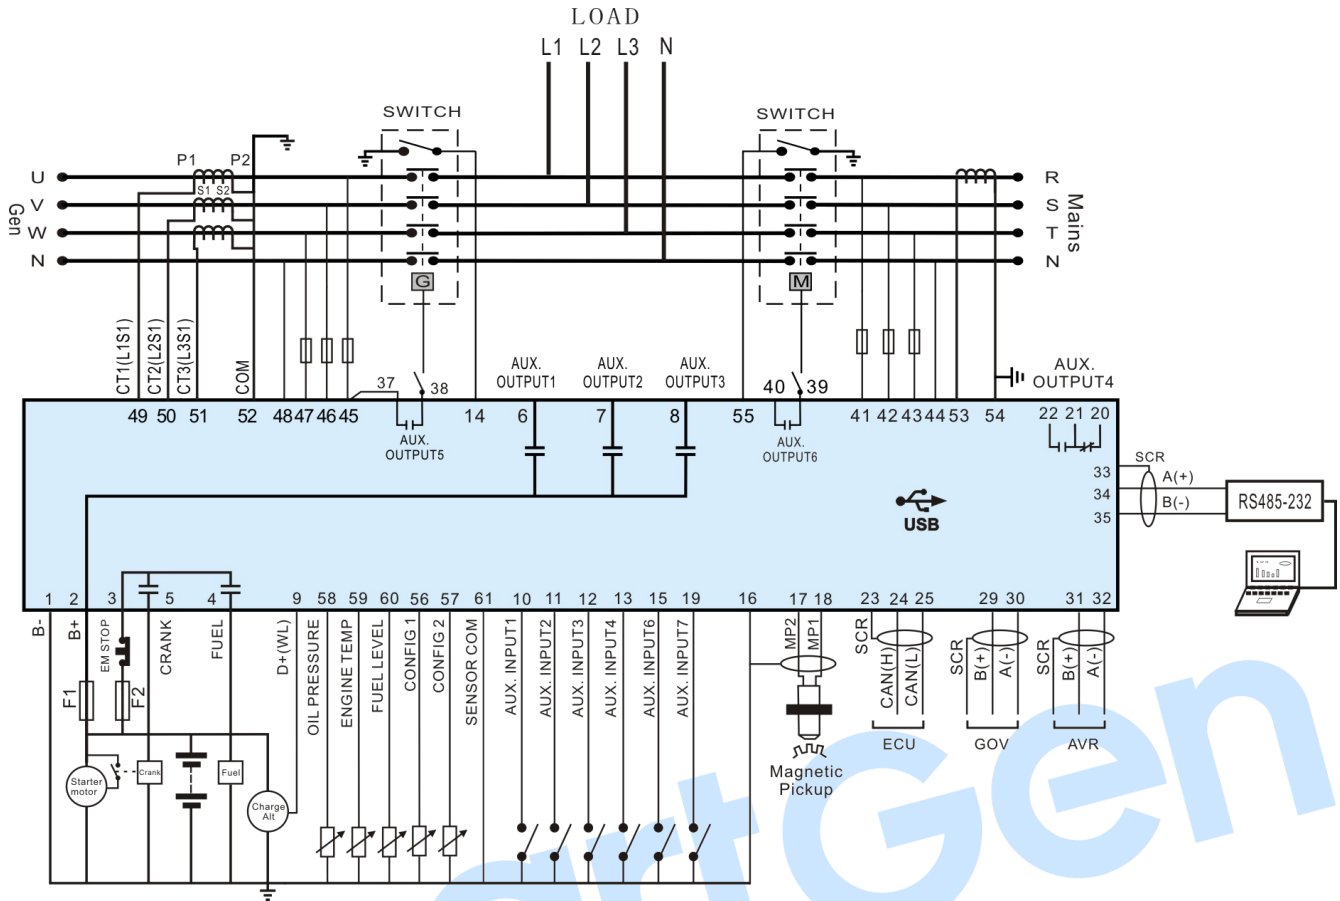 LOAD
L1 L2 L3 N
SWITCH
SWITCH
P1 P2
S1 S2
U
V
W
N
Gen
R
S
T
N
Mains
G
M
CT1(L1S1)
CT2(L2S1)
CT3(L3S1)
COM
37 38
AUX.
OUTPUT1
AUX.
OUTPUT2
AUX.
OUTPUT3
40 39
AUX.
OUTPUT4
49 50 51 52 48 47 46 45 14 6 7 8 55 41 42 43 44 53 54 22 21 20
AUX.
OUTPUT5
AUX.
OUTPUT6
33
34
35
SCR
A(+)
B(-)
RS485-232
USB
1 2 3 5 4 9 58 59 60 56 57 61 10 11 12 13 15 19 16 17 18 23 24 25 29 30 31 32
B-
B+
EM STOP
CRANK
FUEL
D+(WL)
OIL PRESSURE
ENGINE TEMP
FUEL LEVEL
CONFIG 1
CONFIG 2
SENSOR COM
AUX. INPUT1
AUX. INPUT2
AUX. INPUT3
AUX. INPUT4
AUX. INPUT6
AUX. INPUT7
MP2
MP1
SCR
CAN(H)
CAN(L)
SCR
B(+)
A(-)
SCR
B(+)
A(-)
F1
F2
ECU
GOV
AVR
Starter
motor
Crank
Fuel
Charge
Alt
Magnetic
Pickup
artGen